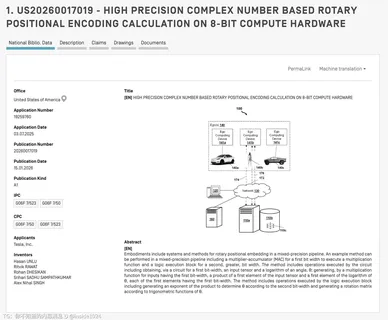 1. US20260017019 - HIGH PRECISION COMPLEX NUMBER BASED ROTARY
POSITIONAL ENCODING CALCULATION ON 8-BIT COMPUTE HARDWARE
National Biblio. Data Description Claims Drawings Documents
PermaLink Machine translation
Office
United States of America
Application Number
Application Date
03.01.2025
Publication Number
20260017019
Publication Date
15.01.2026
Publication Kind
A1
IPC
G06F 7/523 G06F 7/50
CPC
G06F 7/523 G06F 7/50
Applicants
Tesla, Inc.
Inventors
Hasan UNLU
Rituik RAWAT
Rohan DHESIKAN
Srihari SADHU SAMPATHKUMAR
Alex Nihal SINGH
Title
[EN] HIGH PRECISION COMPLEX NUMBER BASED ROTARY POSITIONAL ENCODING CALCULATION ON 8-BIT COMPUTE HARDWARE
Abstract
[EN]
Embodiments include systems and methods for rotary positional embedding in a mixed-precision pipeline. An example method can
be performed in a mixed-precision pipeline including a multiplier-accumulator (MAC) for a first bit width to execute a multiplication
function and a logic execution block for a second, greater, bit width. The method includes operations executed by the circuit
including obtaining, via a circuit for a first bit-width, an input tensor and a logarithm of an angle, θ; generating, by a multiplication
function for inputs having the first bit-width, a product of a first element of the input tensor and a first element of the logarithm of
θ, each of the first elements having the first bit-width. The method includes operations executed by the logic execution block
including generating an exponent of the product to determine θ according to the second bit-width and generating a rotation matrix
according to trigonometric functions of θ.